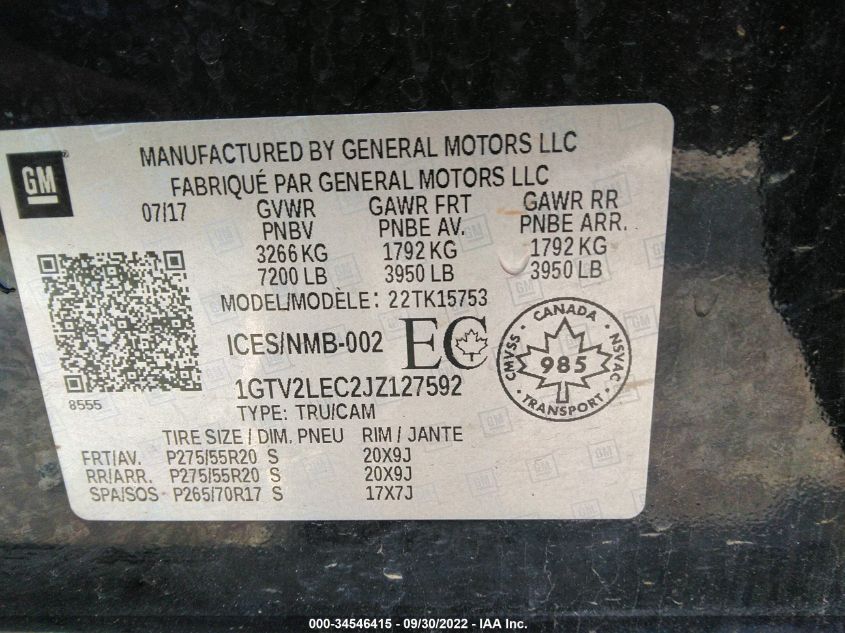 GM
MANUFACTURED BY GENERAL MOTORS LLC
FABRIQUÉ PAR GENERAL MOTORS LLC
07/17 GVWR GAWR FRT GAWR RR
PNBV PNBE AV. PNBE ARR.
3266 KG 1792 KG 1792 KG
7200 LB 3950 LB 3950 LB
MODEL/MODÈLE: 22TK15753
ICES/NMB-002 EC
CANADA
CMVSS 985 NSVAC
TRANSPORT
8555
1GTV2LEC2JZ127592
TYPE: TRU/CAM
TIRE SIZE / DIM. PNEU RIM / JANTE
FRT/AV. P275/55R20 S 20X9J
RR/ARR. P275/55R20 S 20X9J
SPA/SOS P265/70R17 S 17X7J
000-34546415 - 09/30/2022 - IAA Inc.